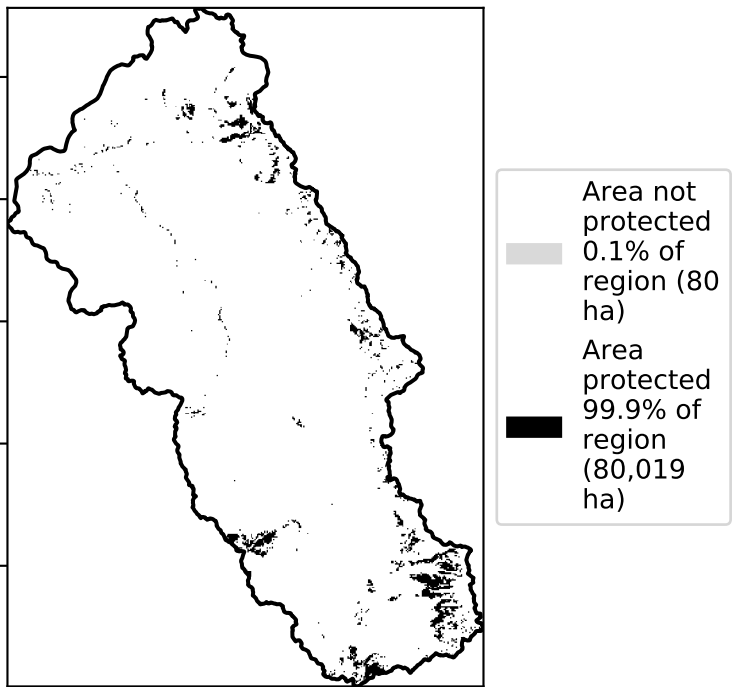 Area not
protected
0.1% of
region (80
ha)
Area
protected
99.9% of
region
(80,019
ha)